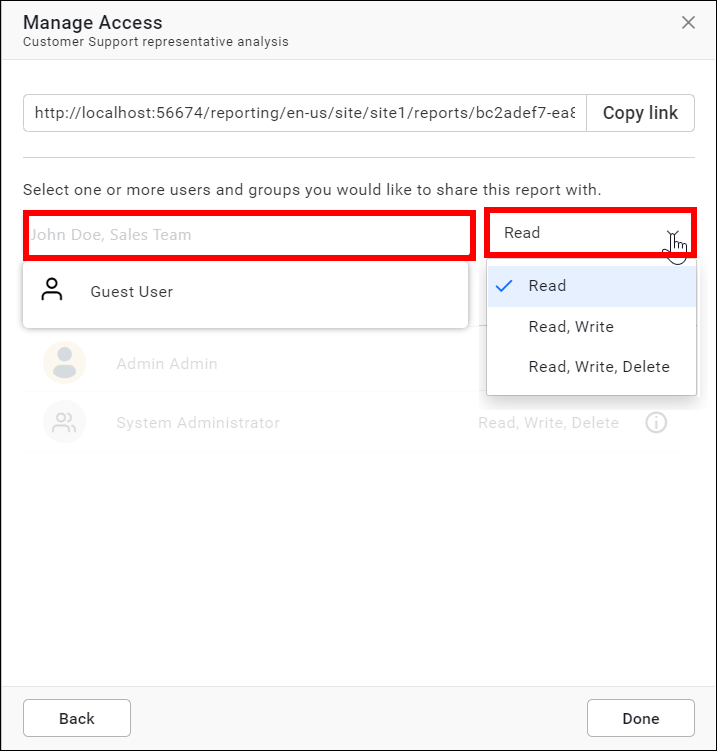 Manage Access
Customer Support representative analysis
http://localhost:56674/reporting/en-us/site/site1/reports/bc2adef7-ea8
Copy link
Select one or more users and groups you would like to share this report with.
John Doe, Sales Team
Read
Guest User
Read
Read, Write
Read, Write, Delete
Admin Admin
System Administrator
Read, Write, Delete
Back
Done